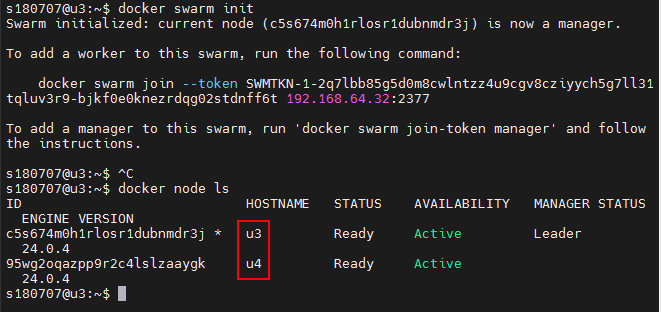 s180707@u3:~$ docker swarm init
Swarm initialized: current node (c5s674m0h1rlosr1dubnmdr3j) is now a manager.
To add a worker to this swarm, run the following command:
docker swarm join --token SWMTKN-1-2q7lbb85g5d0m8cwlntzz4u9cgv8cziyych5g7ll31
tqluv3r9-bjkf0e0knezrdqg02stdnff6t 192.168.64.32:2377
To add a manager to this swarm, run 'docker swarm join-token manager' and follow
the instructions.
s180707@u3:~$ ^C
s180707@u3:~$ docker node ls
ID HOSTNAME STATUS AVAILABILITY MANAGER STATUS
ENGINE VERSION
c5s674m0h1rlosr1dubnmdr3j * u3 Ready Active Leader
24.0.4
95wg2oqazpp9r2c4lslzaaygk u4 Ready Active
24.0.4
s180707@u3:~$